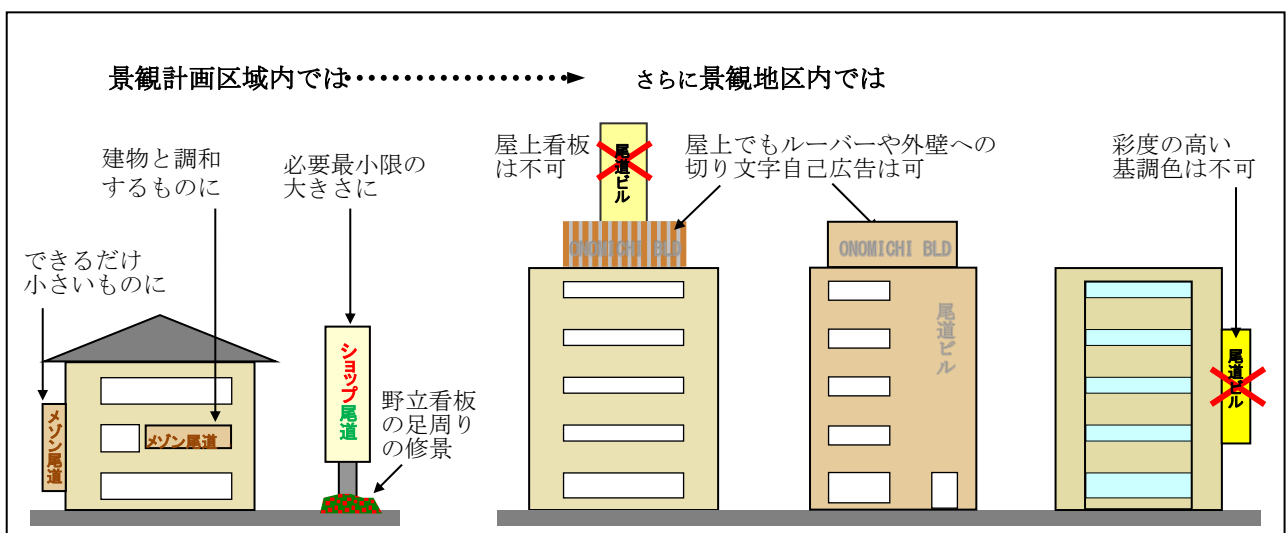 景観計画区域内では
さらに景観地区内では
建物と調和
するものに
必要最小限の
大きさに
屋上看板
は不可
屋上でもルーバーや外壁への
切り文字自己広告は可
彩度の高い
基調色は不可
できるだけ
小さいものに
野立看板
の足周り
の修景
メゾン尾道
メゾン尾道
ショップ尾道
尾道ビル
ONOMICHI BLD
ONOMICHI BLD
尾道ビル
尾道ビル